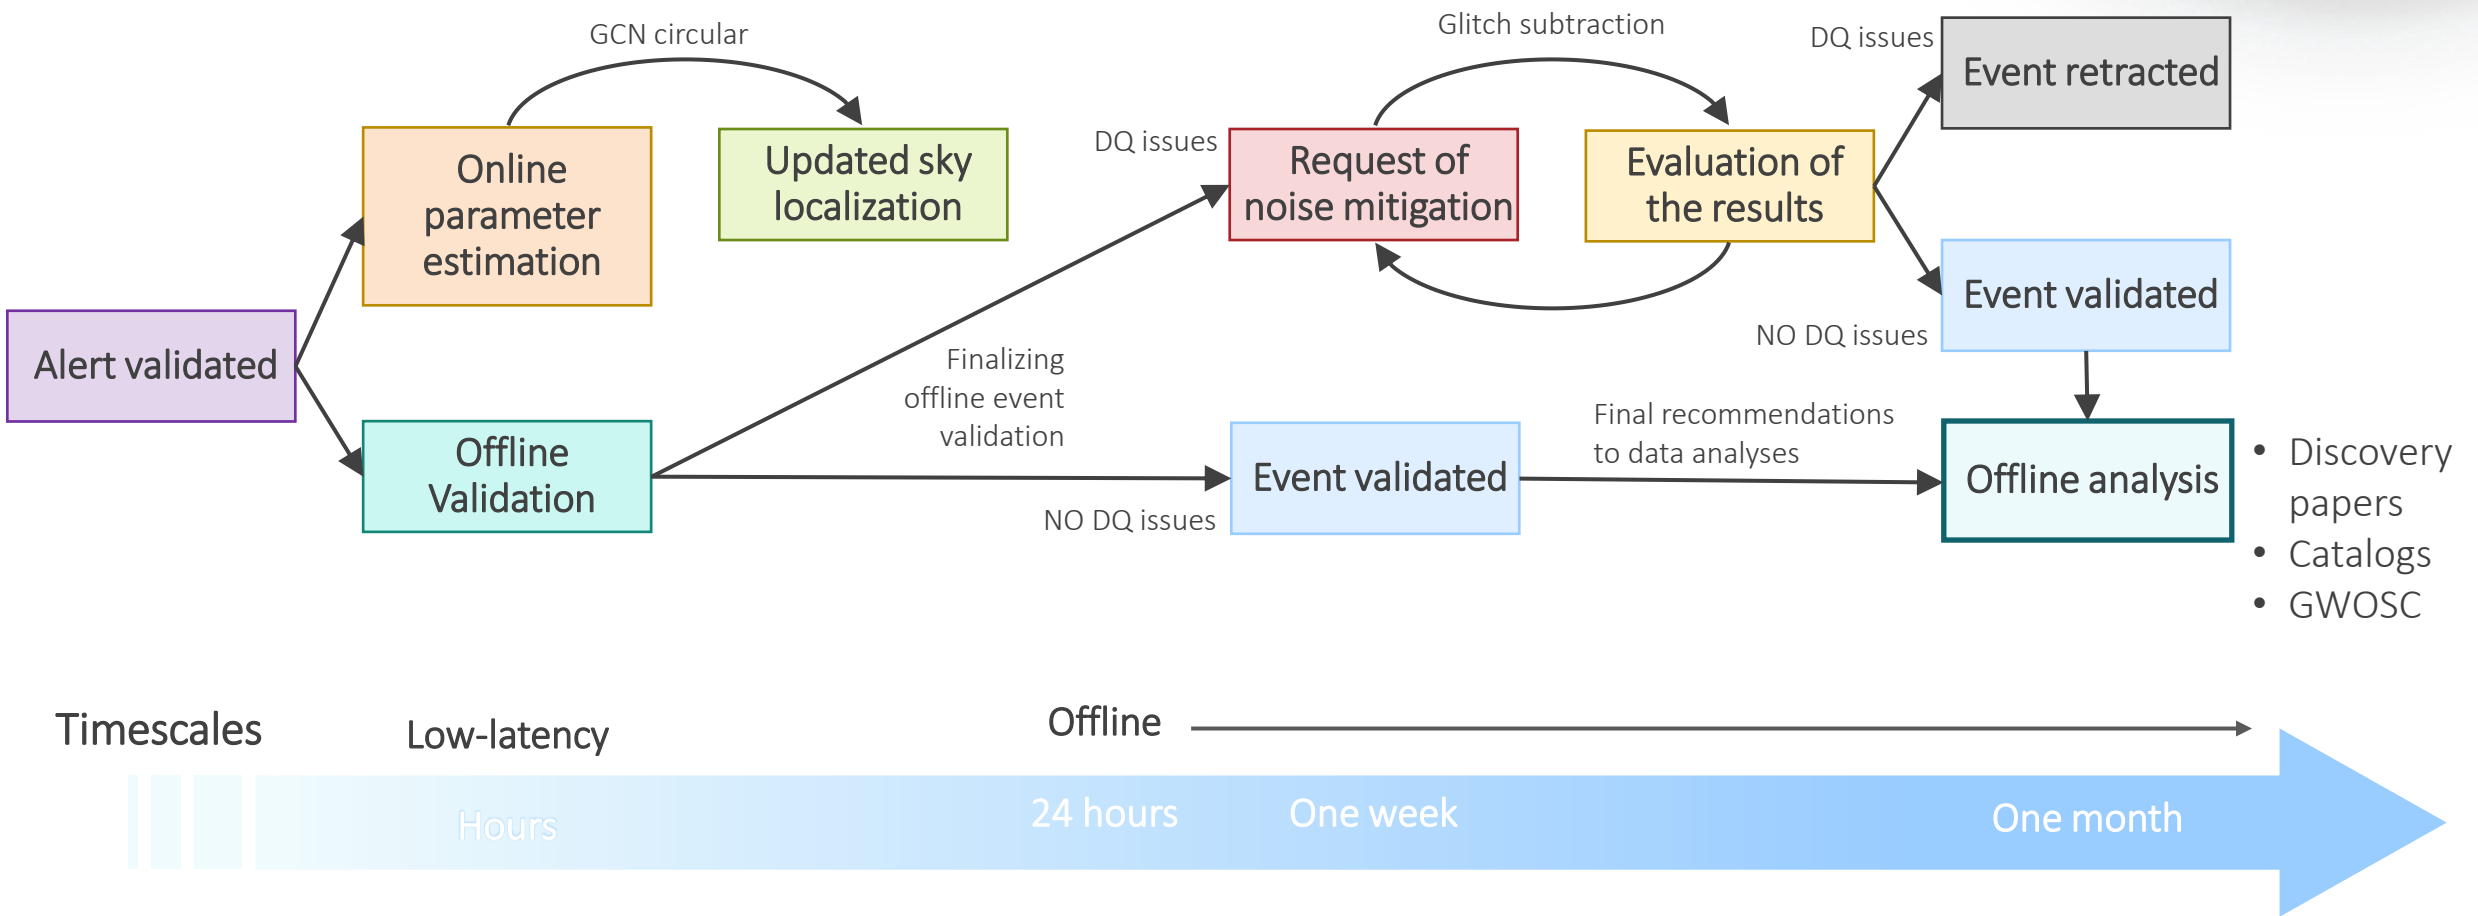 GCN circular
Glitch subtraction
DQ issues
Event retracted
Online
parameter
estimation
Updated sky
localization
DQ issues
Request of
noise mitigation
Evaluation of
the results
Event validated
NO DQ issues
Alert validated
Finalizing
offline event
validation
Offline
Validation
NO DQ issues
Event validated
Final recommendations
to data analyses
Offline analysis
• Discovery
papers
• Catalogs
• GWOSC
Timescales
Low-latency
Offline
Hours
24 hours
One week
One month